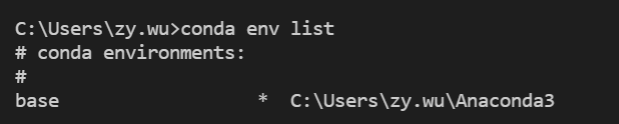 C:\Users\zy.wu>conda env list
# conda environments:
#
base                  *  C:\Users\zy.wu\Anaconda3